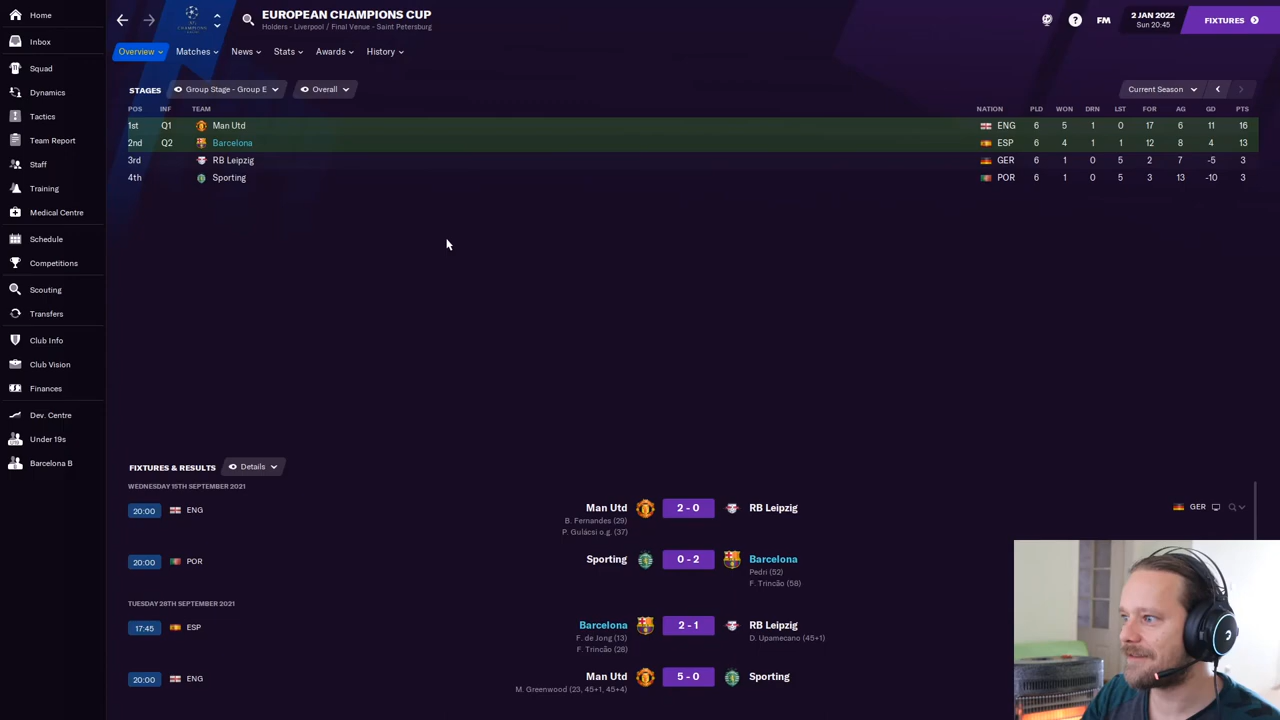 Home
Inbox
Squad
Dynamics
Tactics
Team Report
Staff
Training
Medical Centre
Schedule
Competitions
Scouting
Transfers
Club Info
Club Vision
Finances
Dev. Centre
Under 19s
Barcelona B
EUROPEAN CHAMPIONS CUP
Holders - Liverpool / Final Venue - Saint Petersburg
FM
2 JAN 2022
Sun 20:45
FIXTURES
Overview Matches News Stats Awards History
STAGES Group Stage - Group E Overall Current Season
POS INF TEAM NATION PLD WON DRN LST FOR AG GD PTS
1st Q1 Man Utd ENG 6 5 1 0 17 6 11 16
2nd Q2 Barcelona ESP 6 4 1 1 12 8 4 13
3rd RB Leipzig GER 6 1 0 5 2 7 -5 3
4th Sporting POR 6 1 0 5 3 13 -10 3
FIXTURES & RESULTS Details
WEDNESDAY 15TH SEPTEMBER 2021
20:00 ENG Man Utd 2 - 0 RB Leipzig GER
B. Fernandes (29)
P. Gulácsi o.g. (37)
20:00 POR Sporting 0 - 2 Barcelona
Pedri (52)
F. Trincão (58)
TUESDAY 28TH SEPTEMBER 2021
17:45 ESP Barcelona 2 - 1 RB Leipzig
F. de Jong (13) D. Upamecano (45+1)
F. Trincão (28)
20:00 ENG Man Utd 5 - 0 Sporting
M. Greenwood (23, 45+1, 45+4)